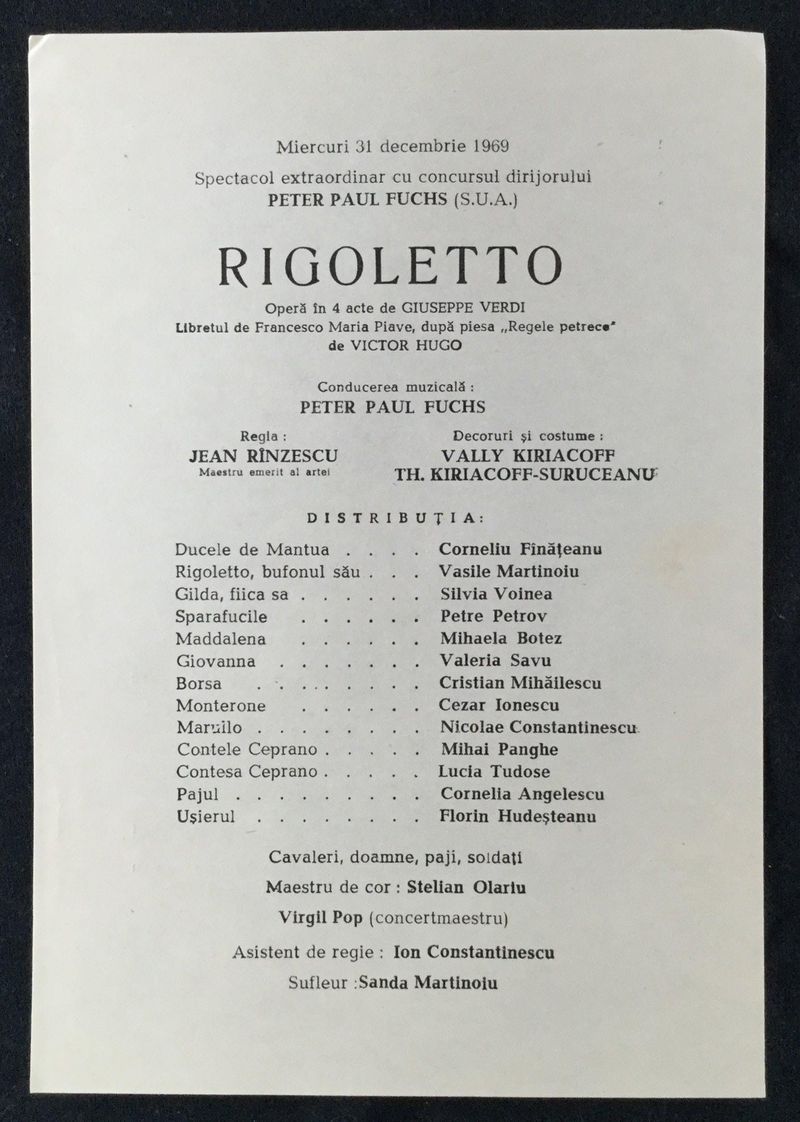 Miercuri 31 decembrie 1969
Spectacol extraordinar cu concursul dirijorului
PETER PAUL FUCHS (S.U.A.)
RIGOLETTO
Operă în 4 acte de GIUSEPPE VERDI
Libretul de Francesco Maria Piave, după piesa „Regele petrece"
de VICTOR HUGO
Conducerea muzicală :
PETER PAUL FUCHS
Regia : Decoruri și costume :
JEAN RÎNZESCU VALLY KIRIACOFF
Maestru emerit al artei TH. KIRIACOFF-SURUCEANU
DISTRIBUȚIA:
Ducele de Mantua . . . . Corneliu Fînățeanu
Rigoletto, bufonul său . . . Vasile Martinoiu
Gilda, fiica sa . . . . . . Silvia Voinea
Sparafucile . . . . . . Petre Petrov
Maddalena . . . . . . Mihaela Botez
Giovanna . . . . . . . Valeria Savu
Borsa . . . . . . . . . Cristian Mihăilescu
Monterone . . . . . . Cezar Ionescu
Marullo . . . . . . . . Nicolae Constantinescu
Contele Ceprano . . . . . Mihai Panghe
Contesa Ceprano . . . . . Lucia Tudose
Pajul . . . . . . . . . Cornelia Angelescu
Ușierul . . . . . . . . Florin Hudeșteanu
Cavaleri, doamne, paji, soldați
Maestru de cor : Stelian Olariu
Virgil Pop (concertmaestru)
Asistent de regie : Ion Constantinescu
Sufleur :Sanda Martinoiu